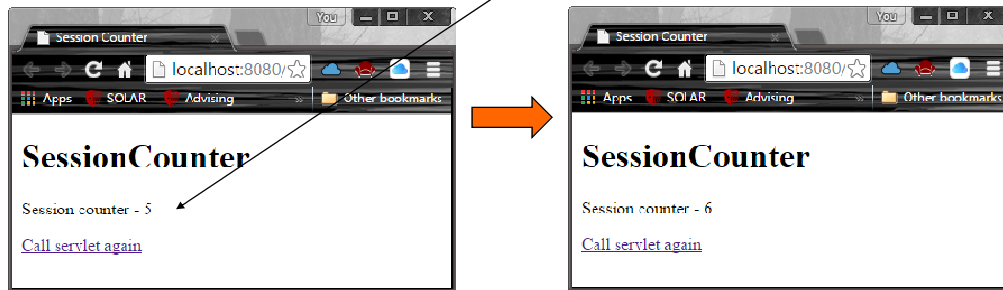 You
Session Counter
localhost:8080/
Apps SOLAR Advising » Other bookmarks
SessionCounter
Session counter - 5
Call servlet again
You
Session Counter
localhost:8080/
Apps SOLAR Advising » Other bookmarks
SessionCounter
Session counter - 6
Call servlet again